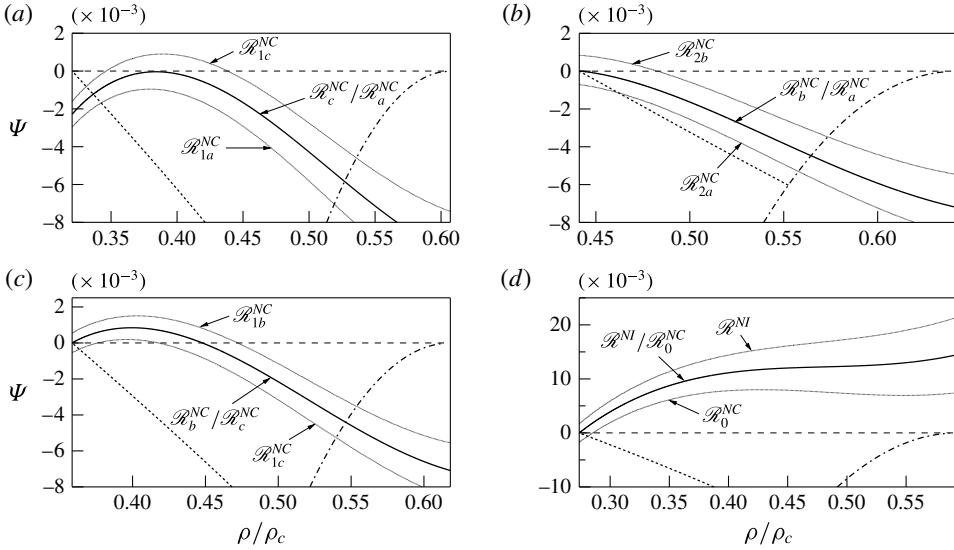 (a) (× 10⁻³)
2
0
−2
−4
−6
−8
Ψ
0.35 0.40 0.45 0.50 0.55 0.60
ℛ₁c^NC
ℛc^NC/ℛa^NC
ℛ₁a^NC
(b) (× 10⁻³)
2
0
−2
−4
−6
−8
0.45 0.50 0.55 0.60
ℛ₂b^NC
ℛb^NC/ℛa^NC
ℛ₂a^NC
(c) (× 10⁻³)
2
0
−2
−4
−6
−8
Ψ
0.40 0.45 0.50 0.55 0.60
ρ/ρc
ℛ₁b^NC
ℛb^NC/ℛc^NC
ℛ₁c^NC
(d) (× 10⁻³)
20
10
0
−10
0.30 0.35 0.40 0.45 0.50 0.55
ρ/ρc
ℛ^NI
ℛ^NI/ℛ₀^NC
ℛ₀^NC